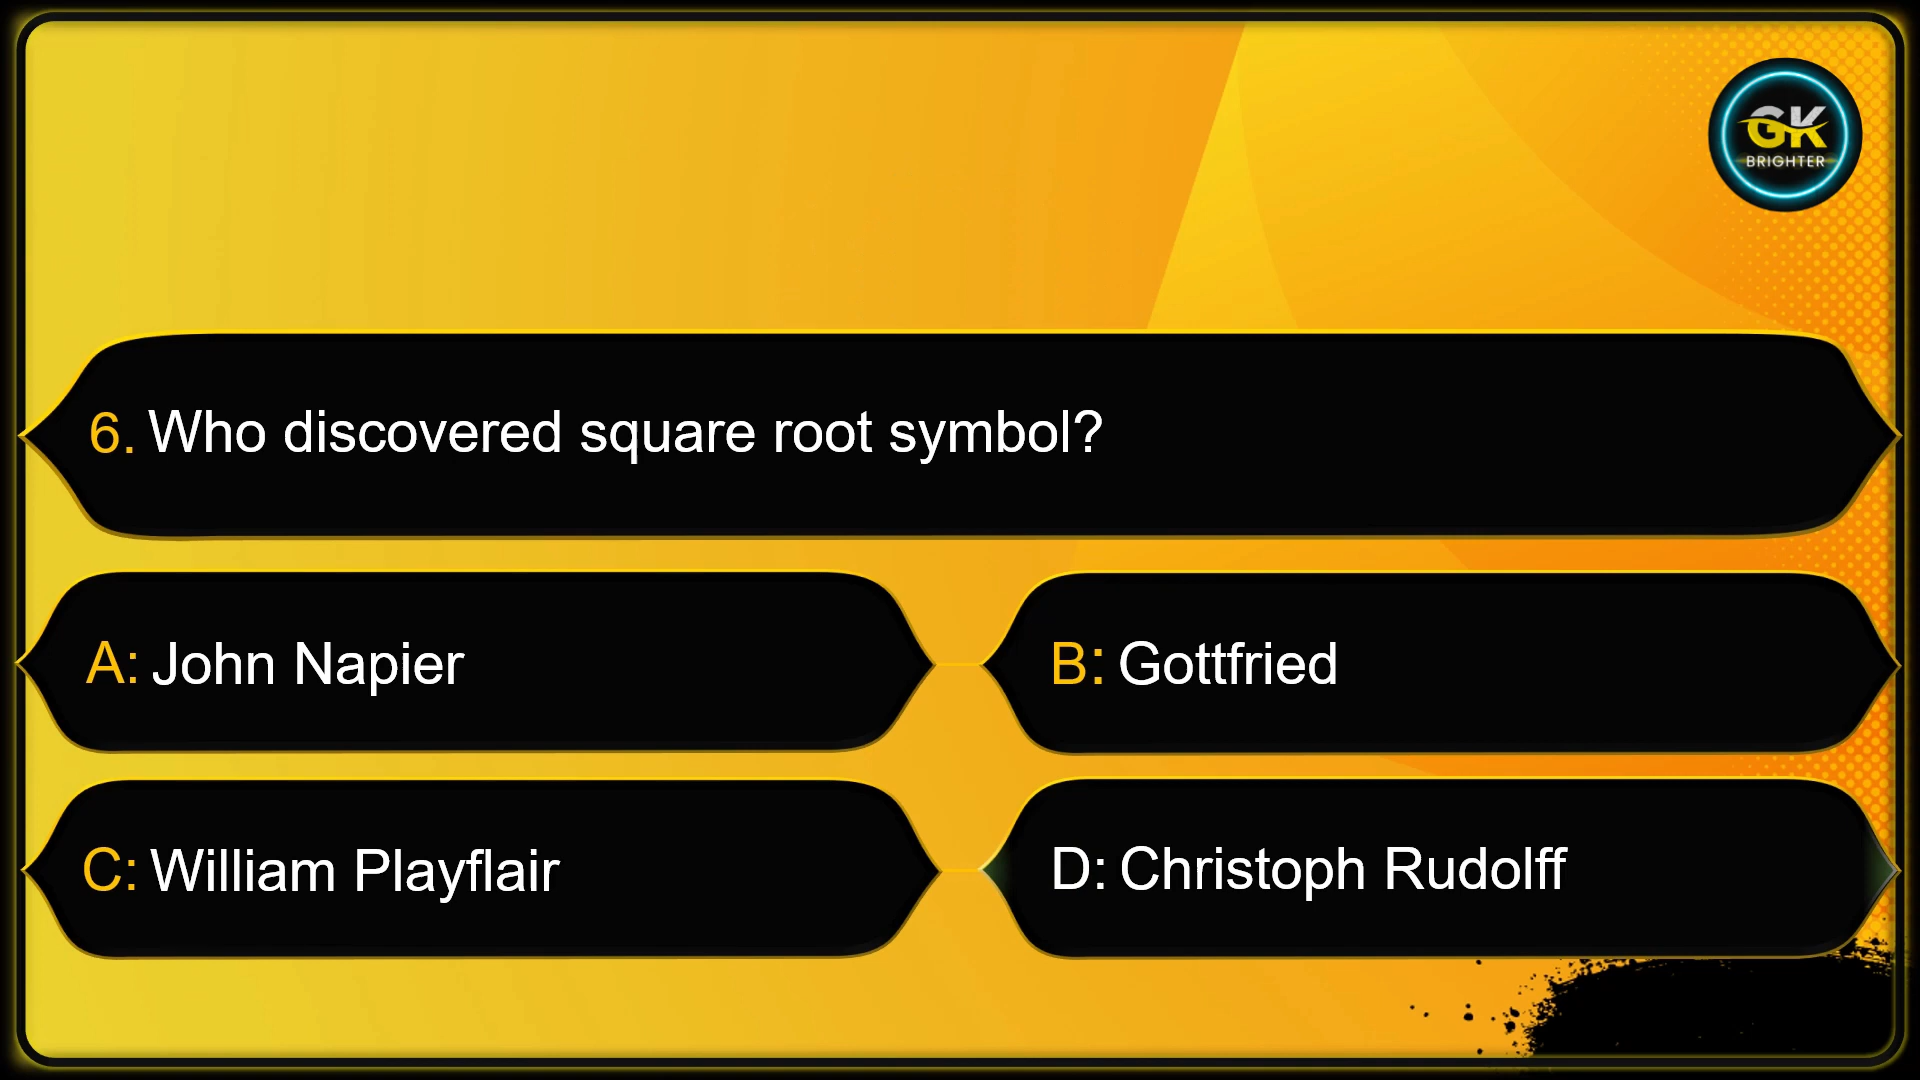 GK
BRIGHTER
6. Who discovered square root symbol?
A: John Napier
B: Gottfried
C: William Playflair
D: Christoph Rudolff